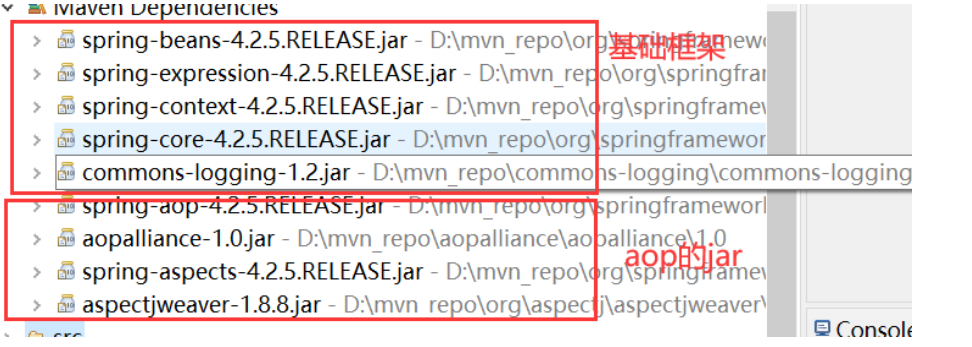 Maven Dependencies
spring-beans-4.2.5.RELEASE.jar - D:\mvn_repo\org\springframewo
基础框架
spring-expression-4.2.5.RELEASE.jar - D:\mvn_repo\org\springfrar
spring-context-4.2.5.RELEASE.jar - D:\mvn_repo\org\springframew
spring-core-4.2.5.RELEASE.jar - D:\mvn_repo\org\springframework
commons-logging-1.2.jar - D:\mvn_repo\commons-logging\commons-logging
spring-aop-4.2.5.RELEASE.jar - D:\mvn_repo\org\springframework
aopalliance-1.0.jar - D:\mvn_repo\aopalliance\aopalliance\1.0
aop的jar
spring-aspects-4.2.5.RELEASE.jar - D:\mvn_repo\org\springframew
aspectjweaver-1.8.8.jar - D:\mvn_repo\org\aspectj\aspectjweaver\
src
Console